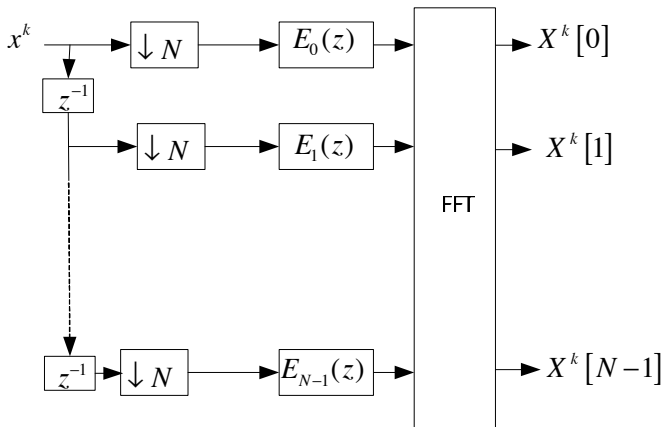 x^k ↓ N E_0(z) X^k[0]
z^{-1}
↓ N E_1(z) X^k[1]
FFT
z^{-1} ↓ N E_{N-1}(z) X^k[N-1]